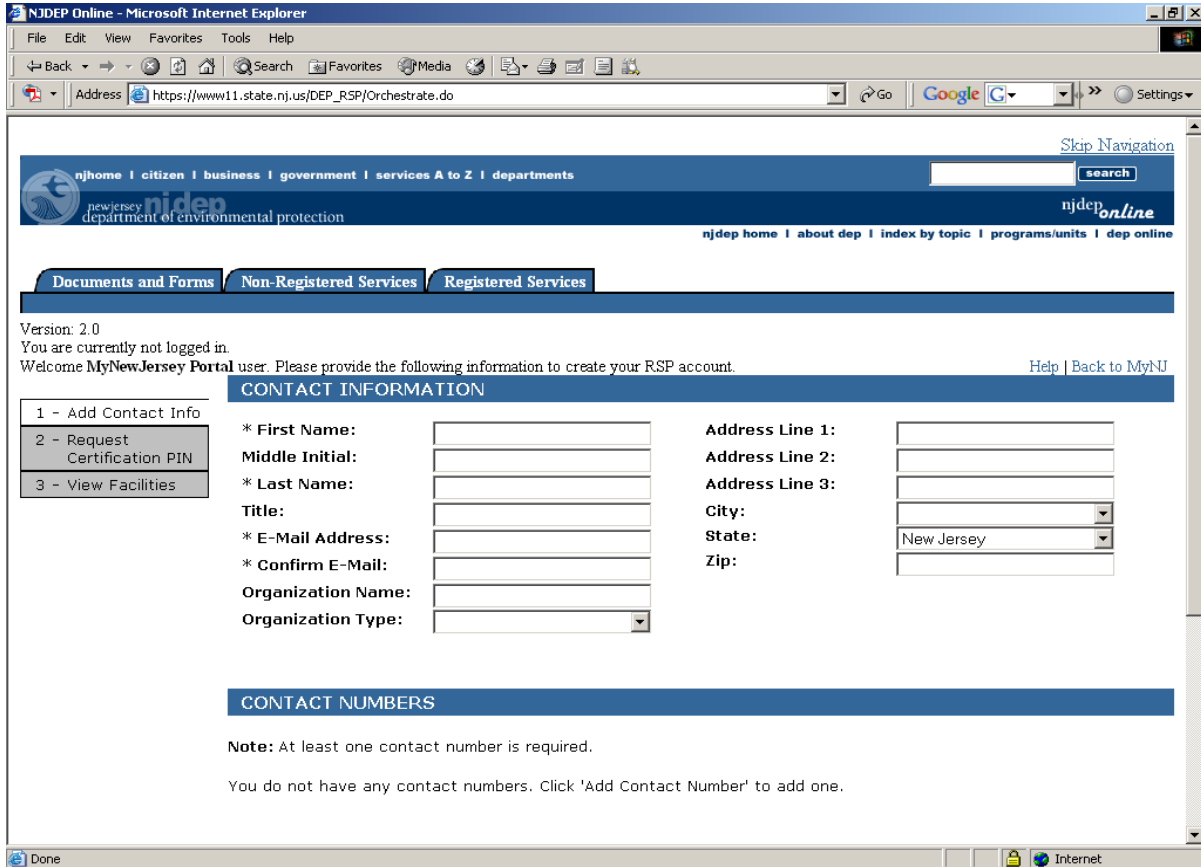 NJDEP Online - Microsoft Internet Explorer
File Edit View Favorites Tools Help
Back Search Favorites Media
Address https://www11.state.nj.us/DEP_RSP/Orchestrate.do Go Google G Settings
Skip Navigation
njhome | citizen | business | government | services A to Z | departments search
newjersey njdep
department of environmental protection njdeponline
njdep home | about dep | index by topic | programs/units | dep online
Documents and Forms Non-Registered Services Registered Services
Version: 2.0
You are currently not logged in.
Welcome MyNewJersey Portal user. Please provide the following information to create your RSP account. Help | Back to MyNJ
CONTACT INFORMATION
1 - Add Contact Info
2 - Request
Certification PIN
3 - View Facilities
* First Name:
Middle Initial:
* Last Name:
Title:
* E-Mail Address:
* Confirm E-Mail:
Organization Name:
Organization Type:
Address Line 1:
Address Line 2:
Address Line 3:
City:
State: New Jersey
Zip:
CONTACT NUMBERS
Note: At least one contact number is required.
You do not have any contact numbers. Click 'Add Contact Number' to add one.
Done Internet